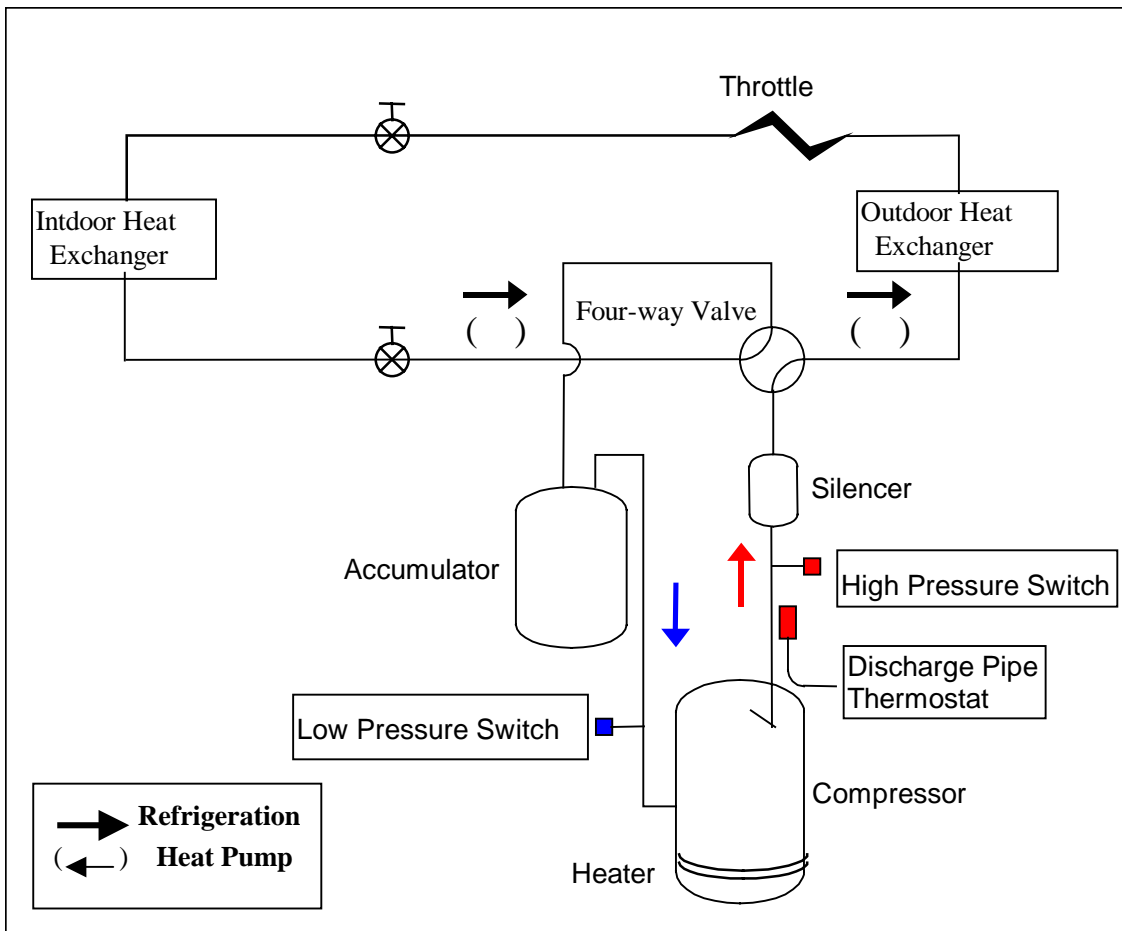 Throttle
Intdoor Heat
Exchanger
Outdoor Heat
Exchanger
( )
Four-way Valve
( )
Silencer
Accumulator
High Pressure Switch
Discharge Pipe
Thermostat
Low Pressure Switch
Compressor
Heater
Refrigeration
( ) Heat Pump